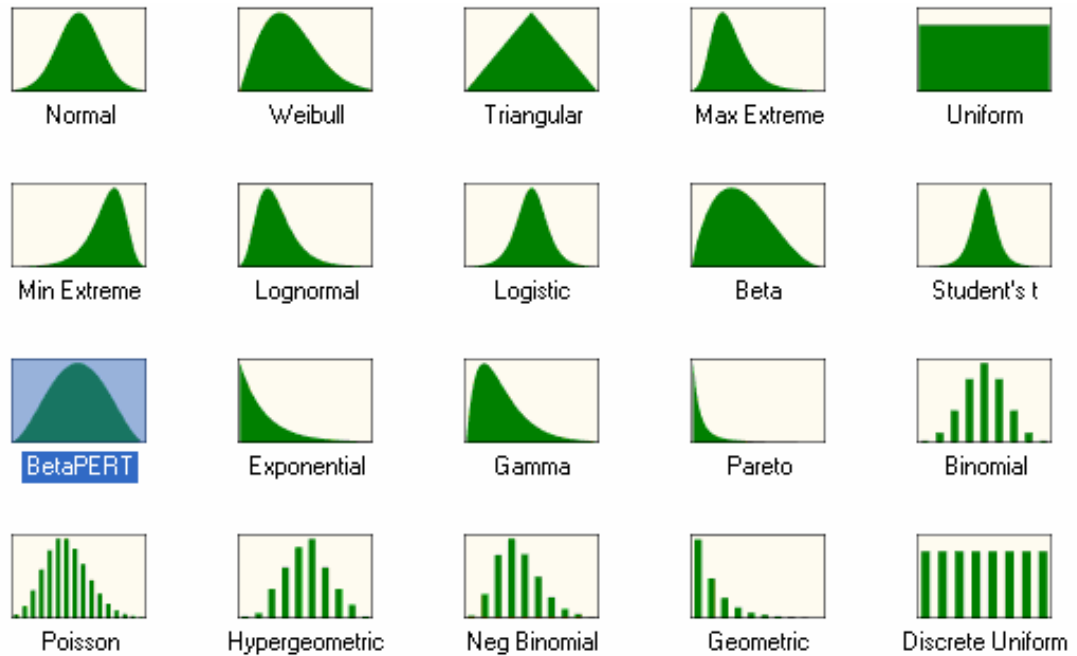 Normal
Weibull
Triangular
Max Extreme
Uniform
Min Extreme
Lognormal
Logistic
Beta
Student's t
BetaPERT
Exponential
Gamma
Pareto
Binomial
Poisson
Hypergeometric
Neg Binomial
Geometric
Discrete Uniform